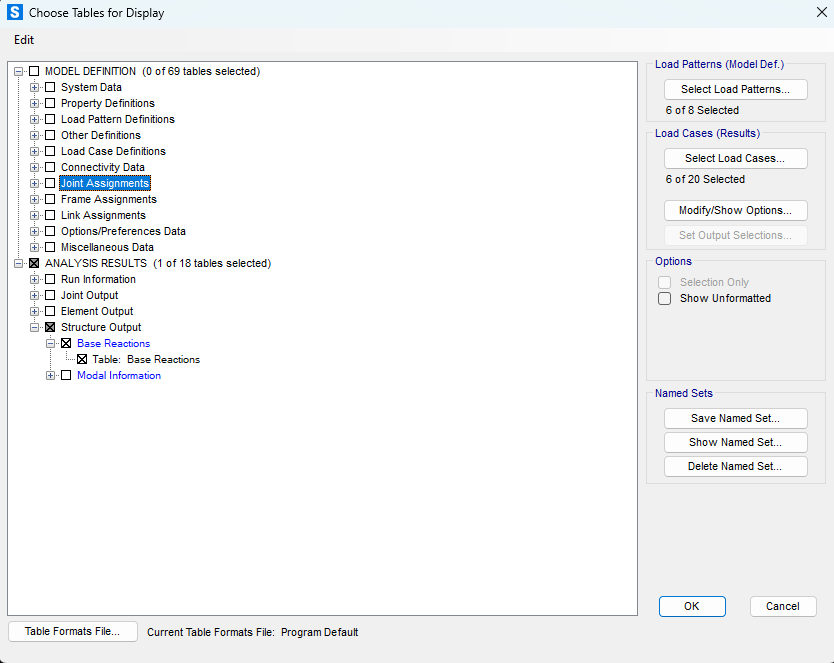 S Choose Tables for Display
Edit
MODEL DEFINITION (0 of 69 tables selected)
System Data
Property Definitions
Load Pattern Definitions
Other Definitions
Load Case Definitions
Connectivity Data
Joint Assignments
Frame Assignments
Link Assignments
Options/Preferences Data
Miscellaneous Data
ANALYSIS RESULTS (1 of 18 tables selected)
Run Information
Joint Output
Element Output
Structure Output
Base Reactions
Table: Base Reactions
Modal Information
Load Patterns (Model Def.)
Select Load Patterns...
6 of 8 Selected
Load Cases (Results)
Select Load Cases...
6 of 20 Selected
Modify/Show Options...
Set Output Selections...
Options
Selection Only
Show Unformatted
Named Sets
Save Named Set...
Show Named Set...
Delete Named Set...
OK
Cancel
Table Formats File...
Current Table Formats File: Program Default